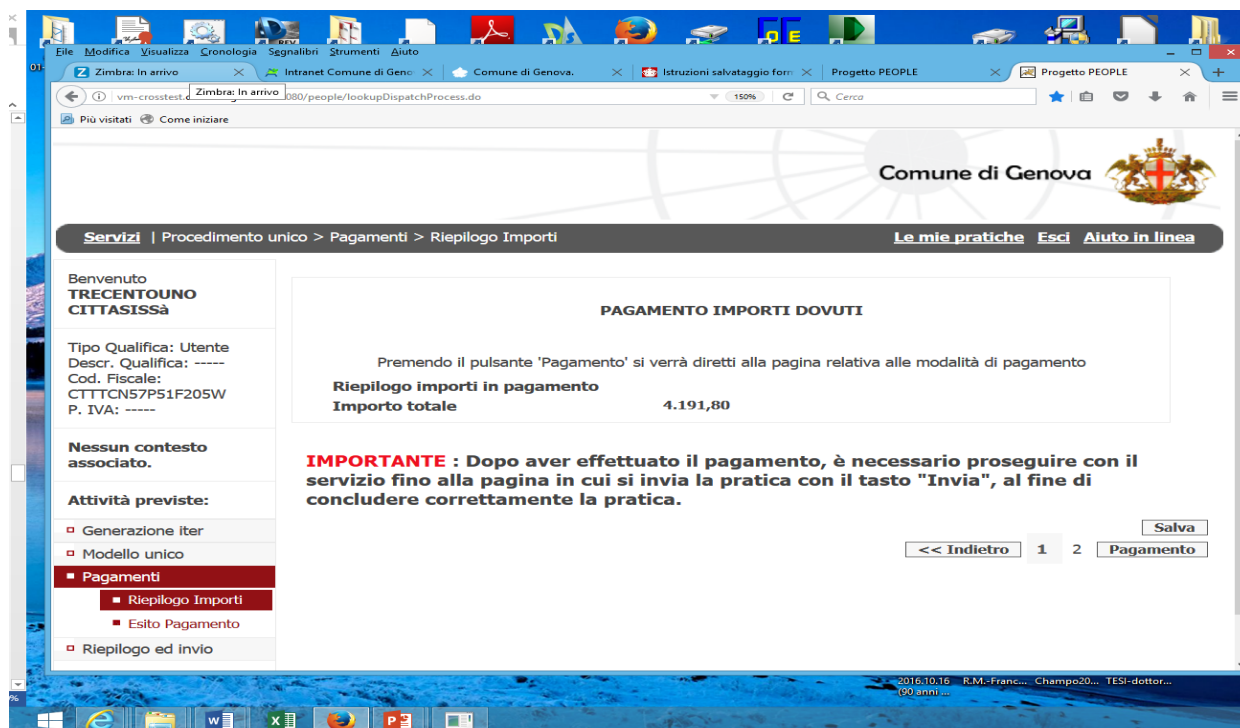 REV
G E
01-
File Modifica Visualizza Cronologia Segnalibri Strumenti Aiuto
Zimbra: In arrivo
Intranet Comune di Geno
Comune di Genova.
Istruzioni salvataggio form
Progetto PEOPLE
Progetto PEOPLE
vm-crosstest. 080/people/lookupDispatchProcess.do
Zimbra: In arrivo
150%
Cerca
Più visitati Come iniziare
Comune di Genova
Servizi | Procedimento unico > Pagamenti > Riepilogo Importi
Le mie pratiche Esci Aiuto in linea
Benvenuto
TRECENTOUNO
CITTASISSà
Tipo Qualifica: Utente
Descr. Qualifica: -----
Cod. Fiscale:
CTTTCN57P51F205W
P. IVA: -----
Nessun contesto
associato.
Attività previste:
Generazione iter
Modello unico
Pagamenti
Riepilogo Importi
Esito Pagamento
Riepilogo ed invio
PAGAMENTO IMPORTI DOVUTI
Premendo il pulsante 'Pagamento' si verrà diretti alla pagina relativa alle modalità di pagamento
Riepilogo importi in pagamento
Importo totale 4.191,80
IMPORTANTE : Dopo aver effettuato il pagamento, è necessario proseguire con il
servizio fino alla pagina in cui si invia la pratica con il tasto "Invia", al fine di
concludere correttamente la pratica.
Salva
<< Indietro 1 2 Pagamento
2016.10.16 R.M.-Franc... Champo20... TESI-dottor...
(90 anni ...
%